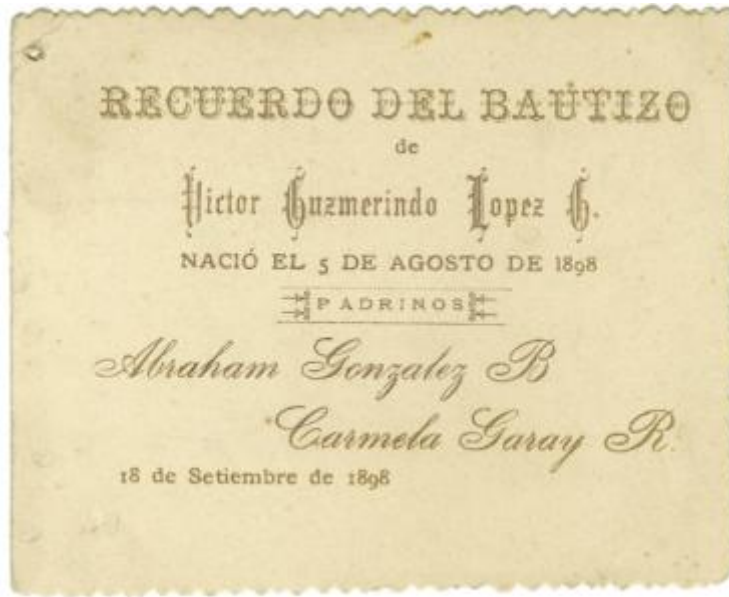 RECUERDO DEL BAUTIZO
de
Victor Guzmerindo Lopez G.
NACIÓ EL 5 DE AGOSTO DE 1898
PADRINOS
Abraham Gonzalez B
Carmela Garay R.
18 de Setiembre de 1898